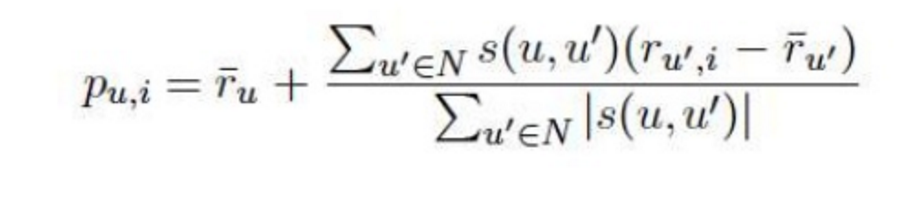 p_{u,i} = \bar{r}_u + \frac{\sum_{u' \in N} s(u, u')(r_{u',i} - \bar{r}_{u'})}{\sum_{u' \in N} |s(u, u')|}